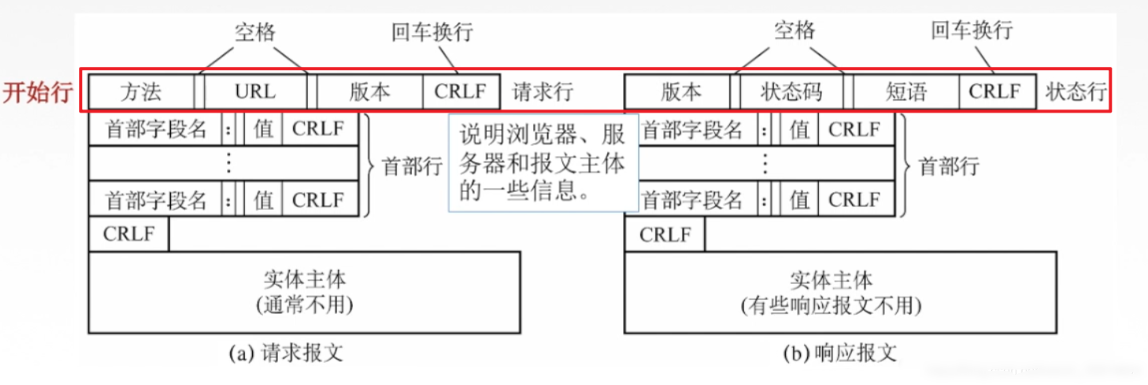 空格 回车换行 空格 回车换行
开始行 方法 URL 版本 CRLF 请求行 版本 状态码 短语 CRLF 状态行
首部字段名 : 值 CRLF 首部字段名 : 值 CRLF
⋮ 首部行 ⋮ 首部行
首部字段名 : 值 CRLF 首部字段名 : 值 CRLF
说明浏览器、服
务器和报文主体
的一些信息。
CRLF CRLF
实体主体 实体主体
(通常不用) (有些响应报文不用)
(a) 请求报文 (b) 响应报文